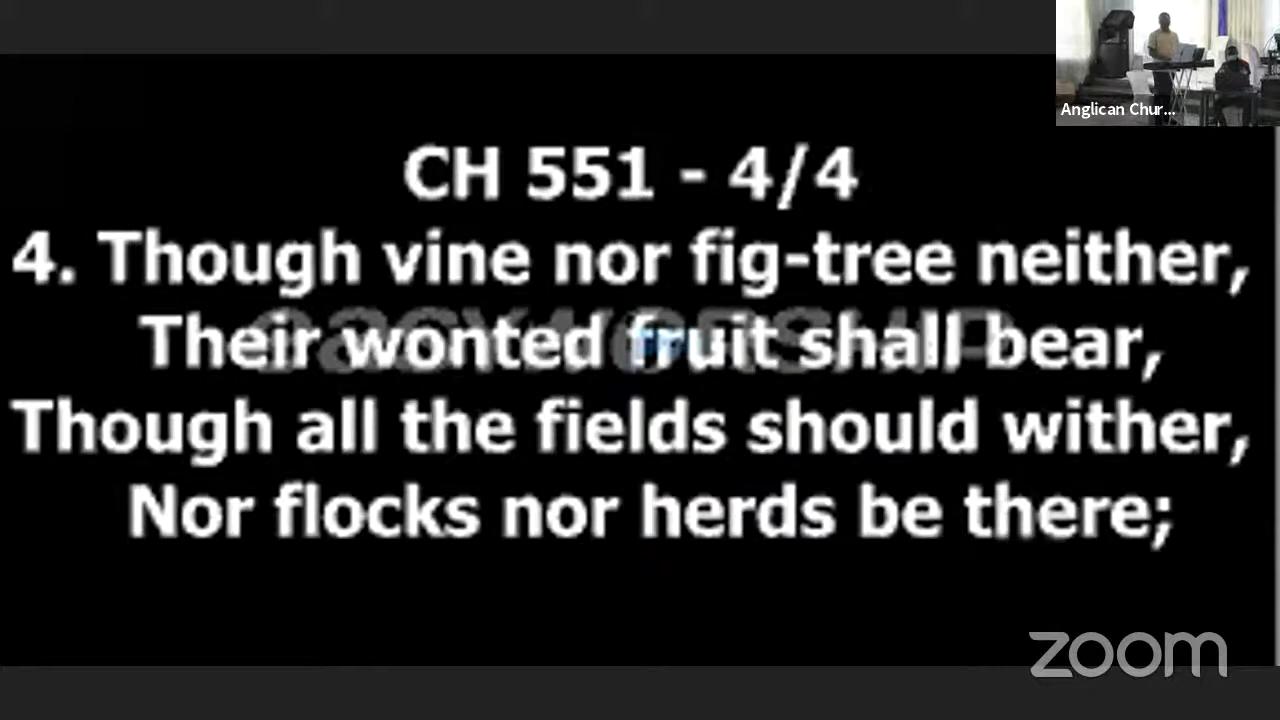 Anglican Chur...
CH 551 - 4/4
4. Though vine nor fig-tree neither,
Their wonted fruit shall bear,
Though all the fields should wither,
Nor flocks nor herds be there;
easyworship
zoom